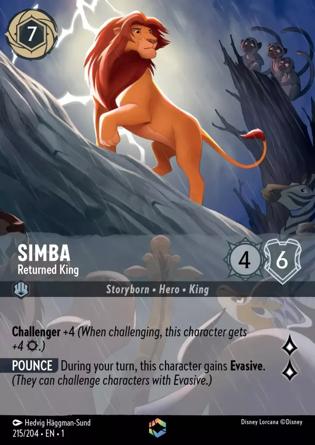 7
SIMBA
Returned King
4
6
Storyborn • Hero • King
Challenger +4 (When challenging, this character gets
+4 .)
POUNCE During your turn, this character gains Evasive.
(They can challenge characters with Evasive.)
Hedvig Häggman-Sund
215/204 • EN • 1
Disney Lorcana ©Disney